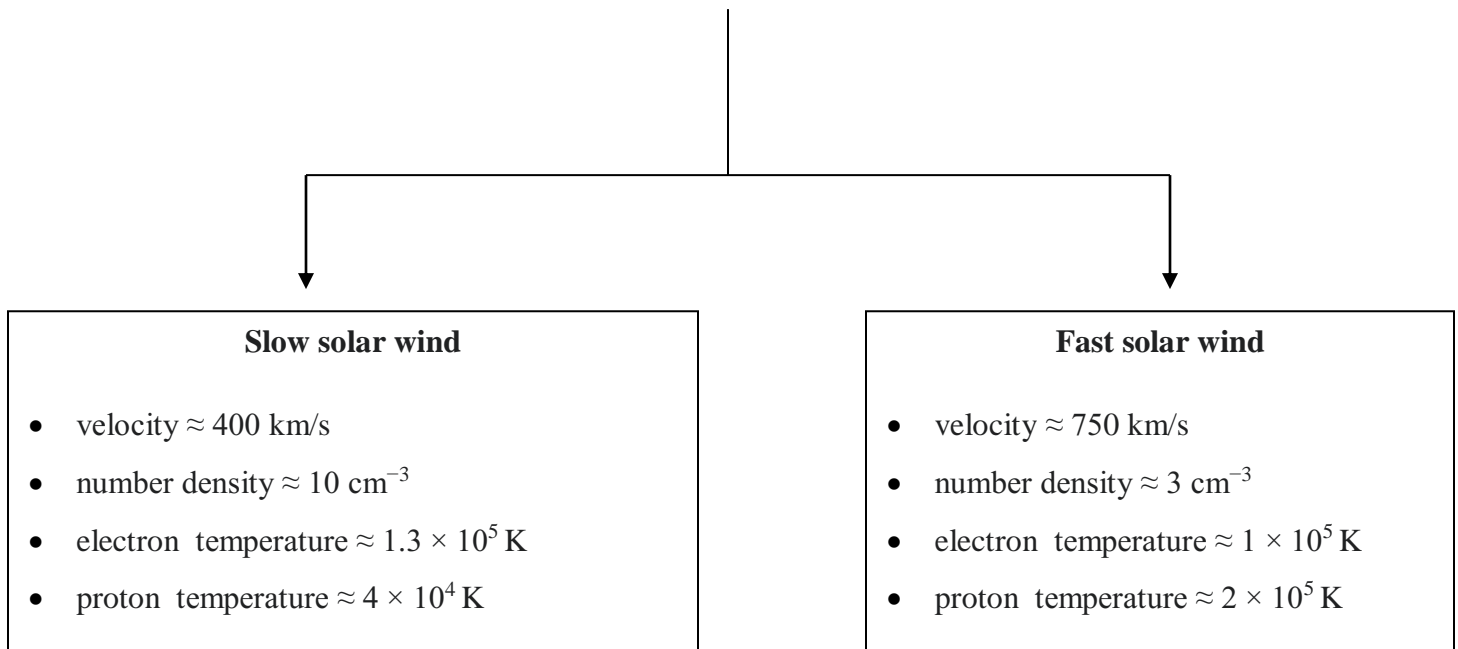 Slow solar wind
• velocity ≈ 400 km/s
• number density ≈ 10 cm⁻³
• electron temperature ≈ 1.3 × 10⁵ K
• proton temperature ≈ 4 × 10⁴ K
Fast solar wind
• velocity ≈ 750 km/s
• number density ≈ 3 cm⁻³
• electron temperature ≈ 1 × 10⁵ K
• proton temperature ≈ 2 × 10⁵ K